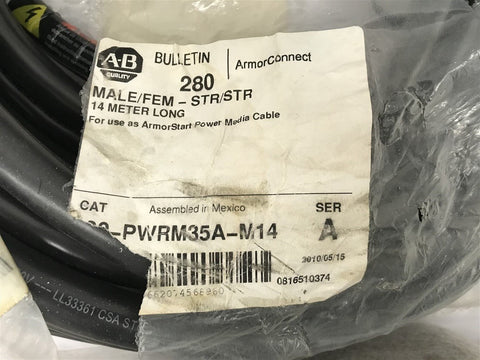 A-B
QUALITY
BULLETIN
280
ArmorConnect
MALE/FEM - STR/STR
14 METER LONG
For use as ArmorStart Power Media Cable
CAT
Assembled in Mexico
SER
-PWRM35A-M14
A
2010/05/15
0816510374
LL33361 CSA ST